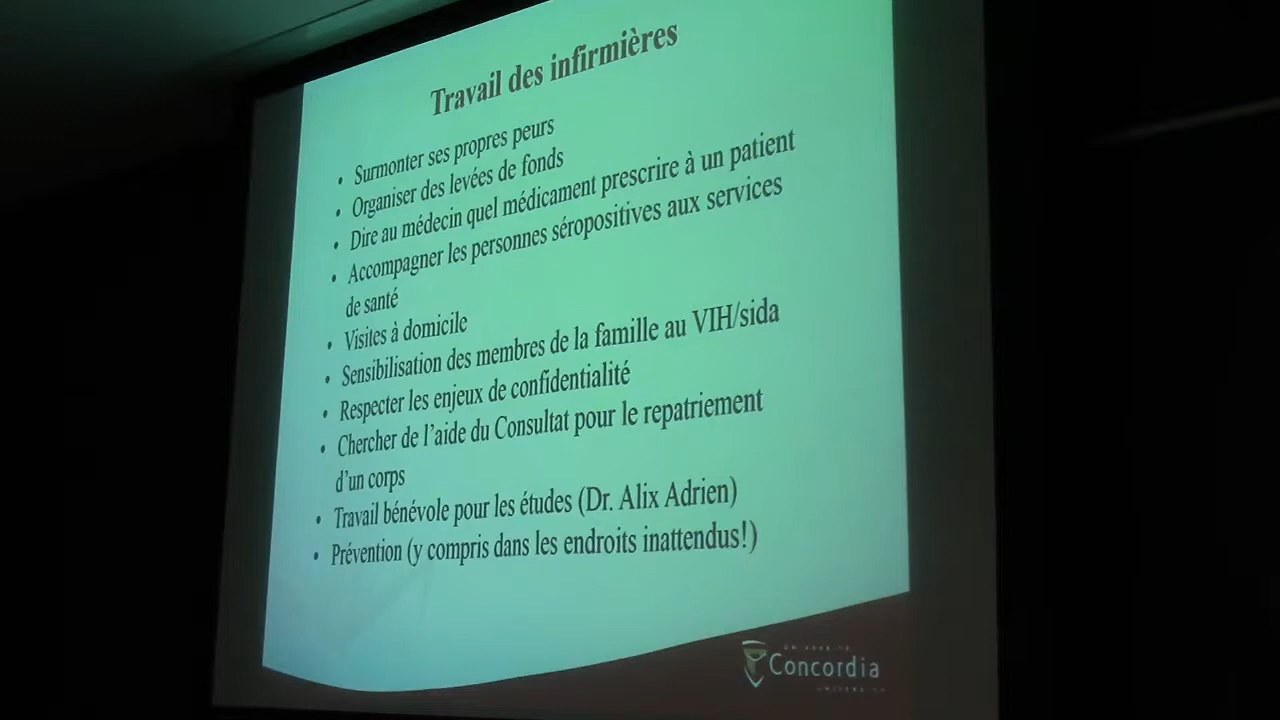 Travail des infirmières
• Surmonter ses propres peurs
• Organiser des levées de fonds
• Dire au médecin quel médicament prescrire à un patient
• Accompagner les personnes séropositives aux services
de santé
• Visites à domicile
• Sensibilisation des membres de la famille au VIH/sida
• Respecter les enjeux de confidentialité
• Chercher de l'aide du Consultat pour le repatriement
d'un corps
• Travail bénévole pour les études (Dr. Alix Adrien)
• Prévention (y compris dans les endroits inattendus!)
Concordia